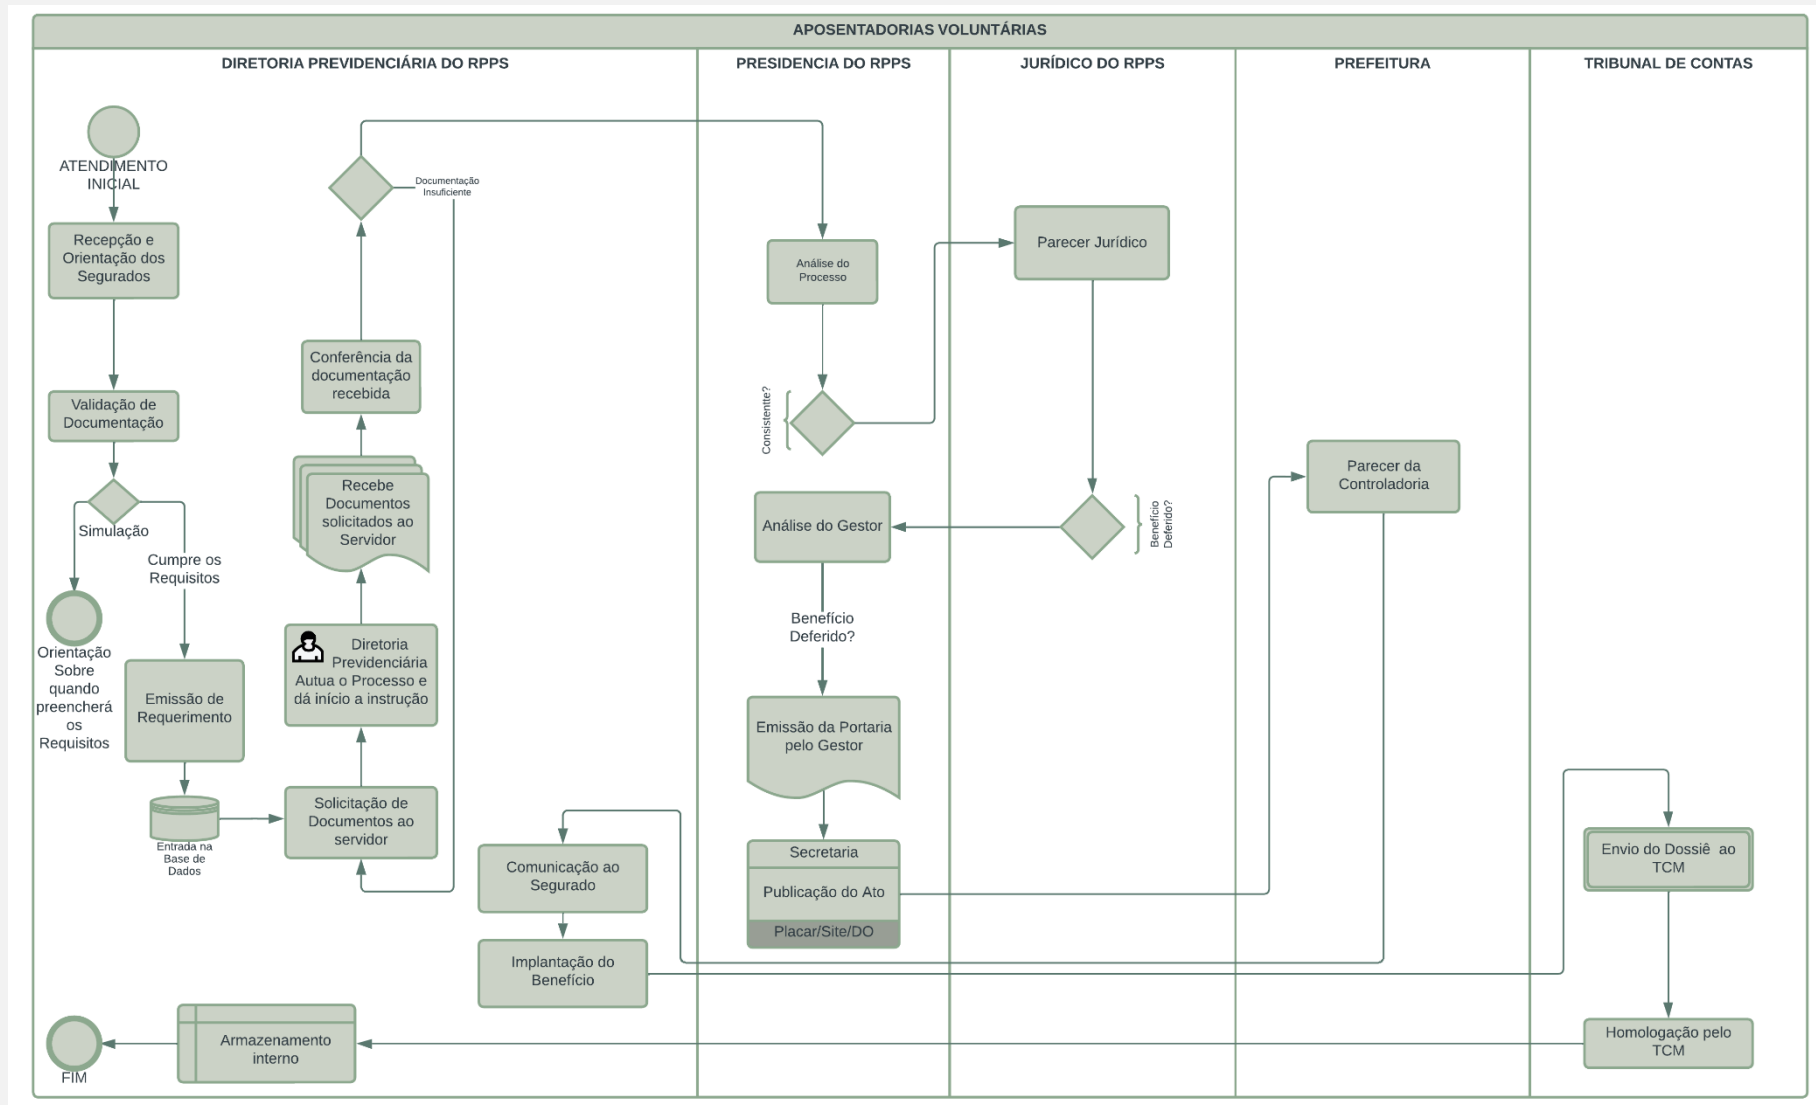 APOSENTADORIAS VOLUNTÁRIAS
DIRETORIA PREVIDENCIÁRIA DO RPPS
PRESIDENCIA DO RPPS
JURÍDICO DO RPPS
PREFEITURA
TRIBUNAL DE CONTAS
ATENDIMENTO
INICIAL
Recepção e
Orientação dos
Segurados
Validação de
Documentação
Simulação
Cumpre os
Requisitos
Orientação
Sobre
quando
preencherá
os
Requisitos
Emissão de
Requerimento
Entrada na
Base de
Dados
Solicitação de
Documentos ao
servidor
Diretoria
Previdenciária
Autua o Processo e
dá início a instrução
Recebe
Documentos
solicitados ao
Servidor
Conferência da
documentação
recebida
Documentação
Insuficiente
Análise do
Processo
Consistentte?
Parecer Jurídico
Benefício
Deferido?
Análise do Gestor
Benefício
Deferido?
Emissão da Portaria
pelo Gestor
Secretaria
Publicação do Ato
Placar/Site/DO
Parecer da
Controladoria
Comunicação ao
Segurado
Implantação do
Benefício
Envio do Dossiê ao
TCM
Homologação pelo
TCM
Armazenamento
interno
FIM